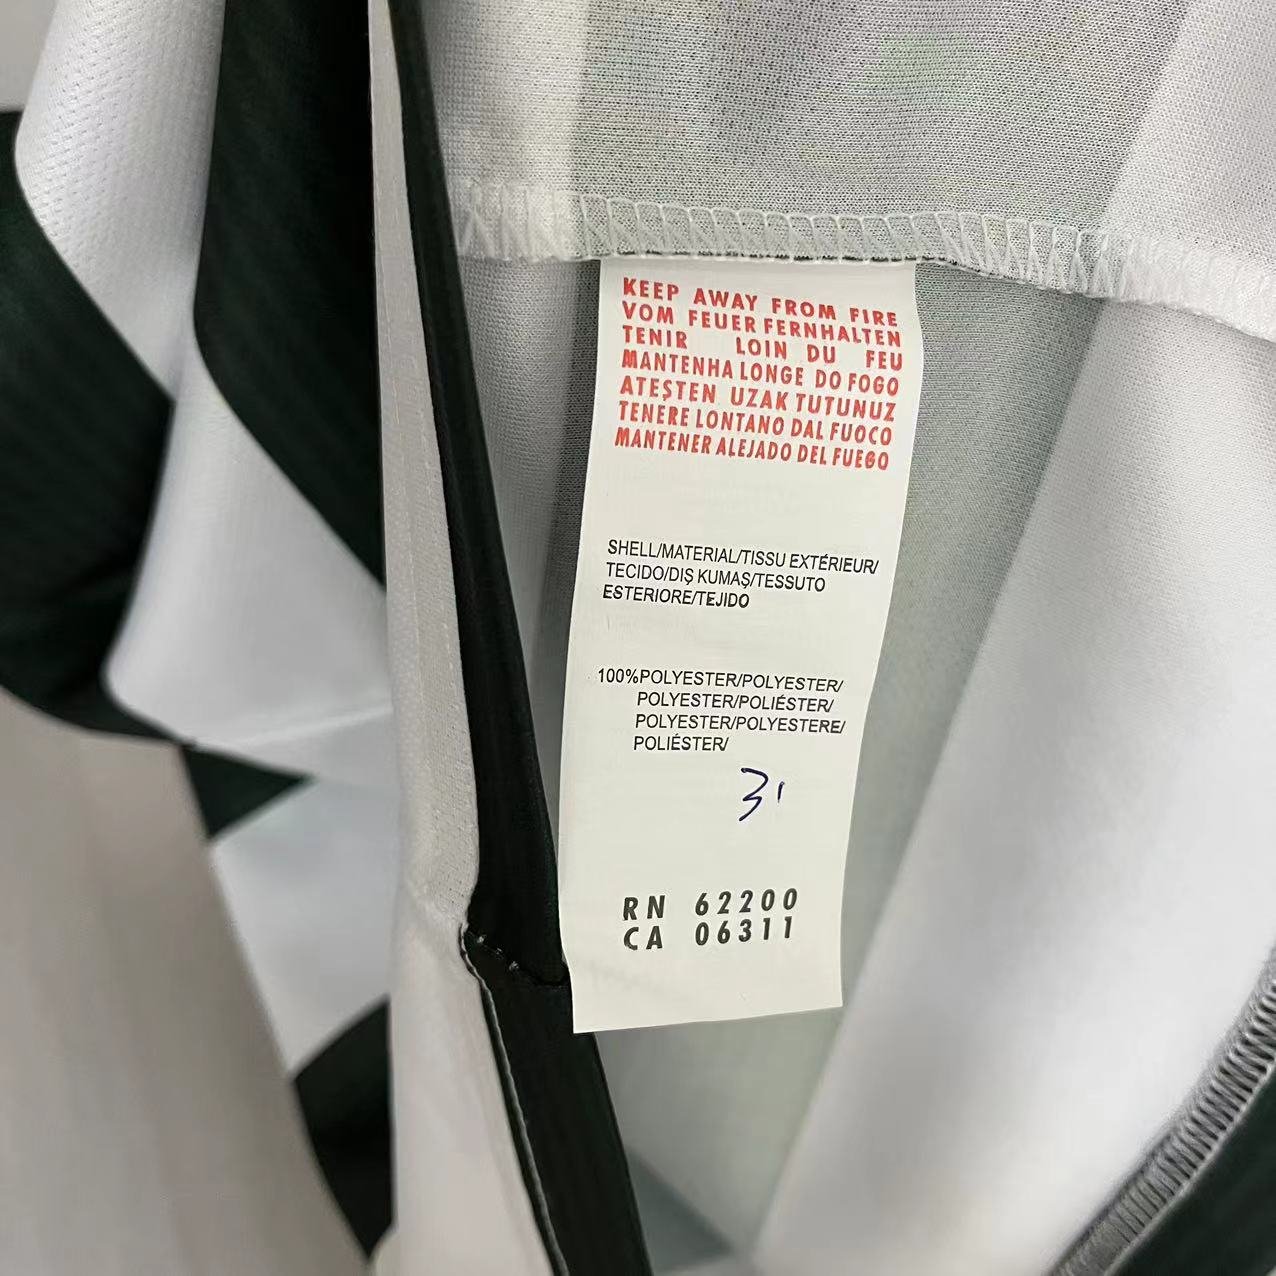 KEEP AWAY FROM FIRE
VOM FEUER FERNHALTEN
TENIR LOIN DU FEU
MANTENHA LONGE DO FOGO
ATEŞTEN UZAK TUTUNUZ
TENERE LONTANO DAL FUOCO
MANTENER ALEJADO DEL FUEGO
SHELL/MATERIAL/TISSU EXTÉRIEUR/
TECIDO/DIŞ KUMAŞ/TESSUTO
ESTERIORE/TEJIDO
100%POLYESTER/POLYESTER/
POLYESTER/POLIÉSTER/
POLYESTER/POLYESTERE/
POLIÉSTER/
RN 62200
CA 06311